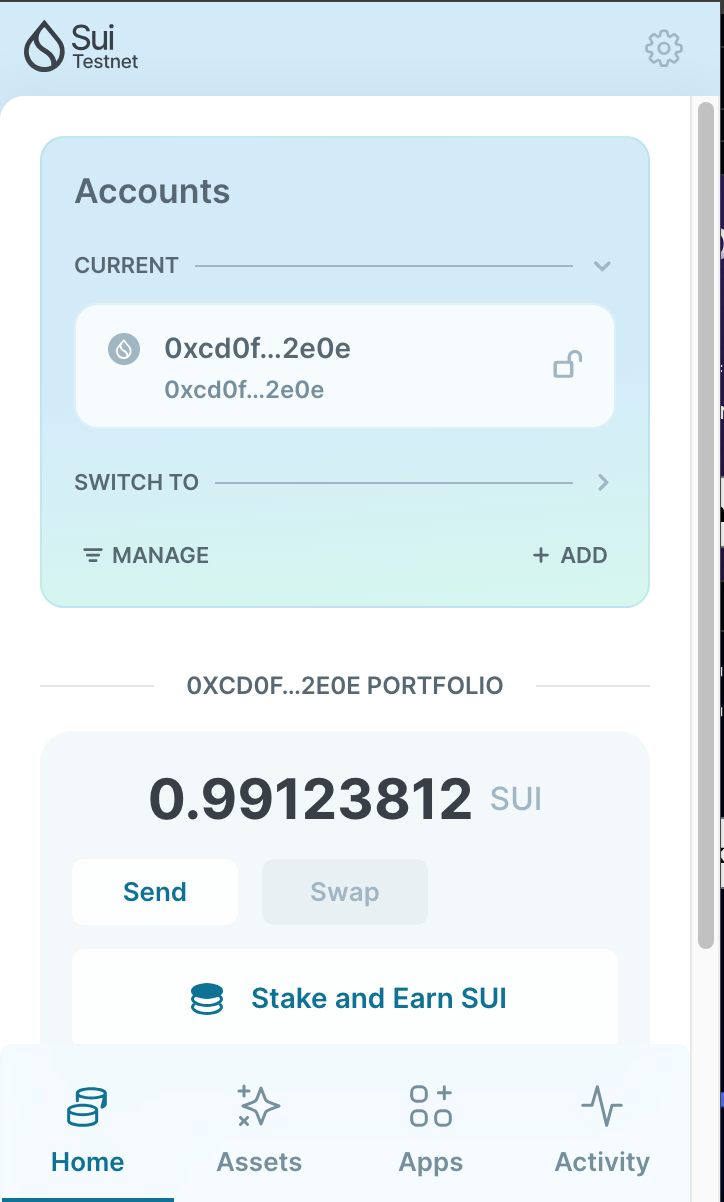 Sui
Testnet
Accounts
CURRENT
0xcd0f...2e0e
0xcd0f...2e0e
SWITCH TO
MANAGE
+ ADD
0XCD0F...2E0E PORTFOLIO
0.99123812 SUI
Send
Swap
Stake and Earn SUI
Home
Assets
Apps
Activity